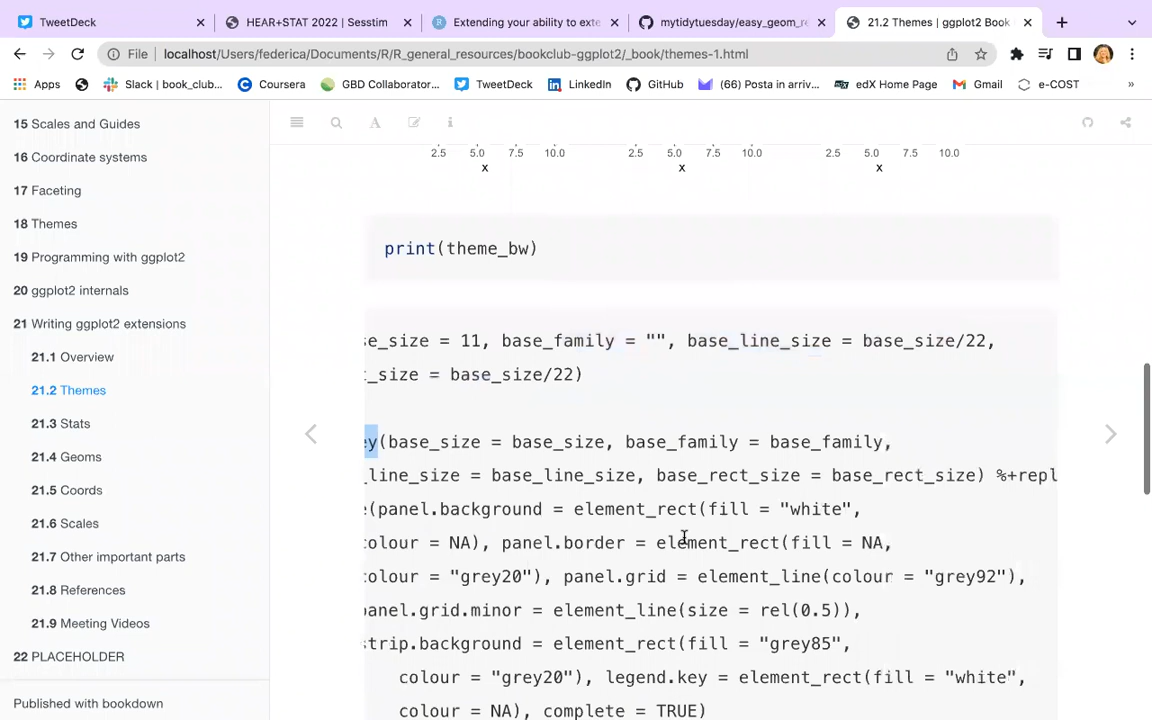 TweetDeck
HEAR+STAT 2022 | Sesstim
Extending your ability to exte
mytidytuesday/easy_geom_re
21.2 Themes | ggplot2 Book
File
localhost/Users/federica/Documents/R/R_general_resources/bookclub-ggplot2/_book/themes-1.html
Apps
Slack | book_club...
Coursera
GBD Collaborator...
TweetDeck
LinkedIn
GitHub
(66) Posta in arriv...
edX Home Page
Gmail
e-COST
»
15 Scales and Guides
16 Coordinate systems
17 Faceting
18 Themes
19 Programming with ggplot2
20 ggplot2 internals
21 Writing ggplot2 extensions
21.1 Overview
21.2 Themes
21.3 Stats
21.4 Geoms
21.5 Coords
21.6 Scales
21.7 Other important parts
21.8 References
21.9 Meeting Videos
22 PLACEHOLDER
Published with bookdown
2.5 5.0 7.5 10.0 2.5 5.0 7.5 10.0 2.5 5.0 7.5 10.0
x x x
print(theme_bw)
se_size = 11, base_family = "", base_line_size = base_size/22,
t_size = base_size/22)
ey(base_size = base_size, base_family = base_family,
_line_size = base_line_size, base_rect_size = base_rect_size) %+repl
e(panel.background = element_rect(fill = "white",
colour = NA), panel.border = element_rect(fill = NA,
colour = "grey20"), panel.grid = element_line(colour = "grey92"),
panel.grid.minor = element_line(size = rel(0.5)),
strip.background = element_rect(fill = "grey85",
colour = "grey20"), legend.key = element_rect(fill = "white",
colour = NA), complete = TRUE)